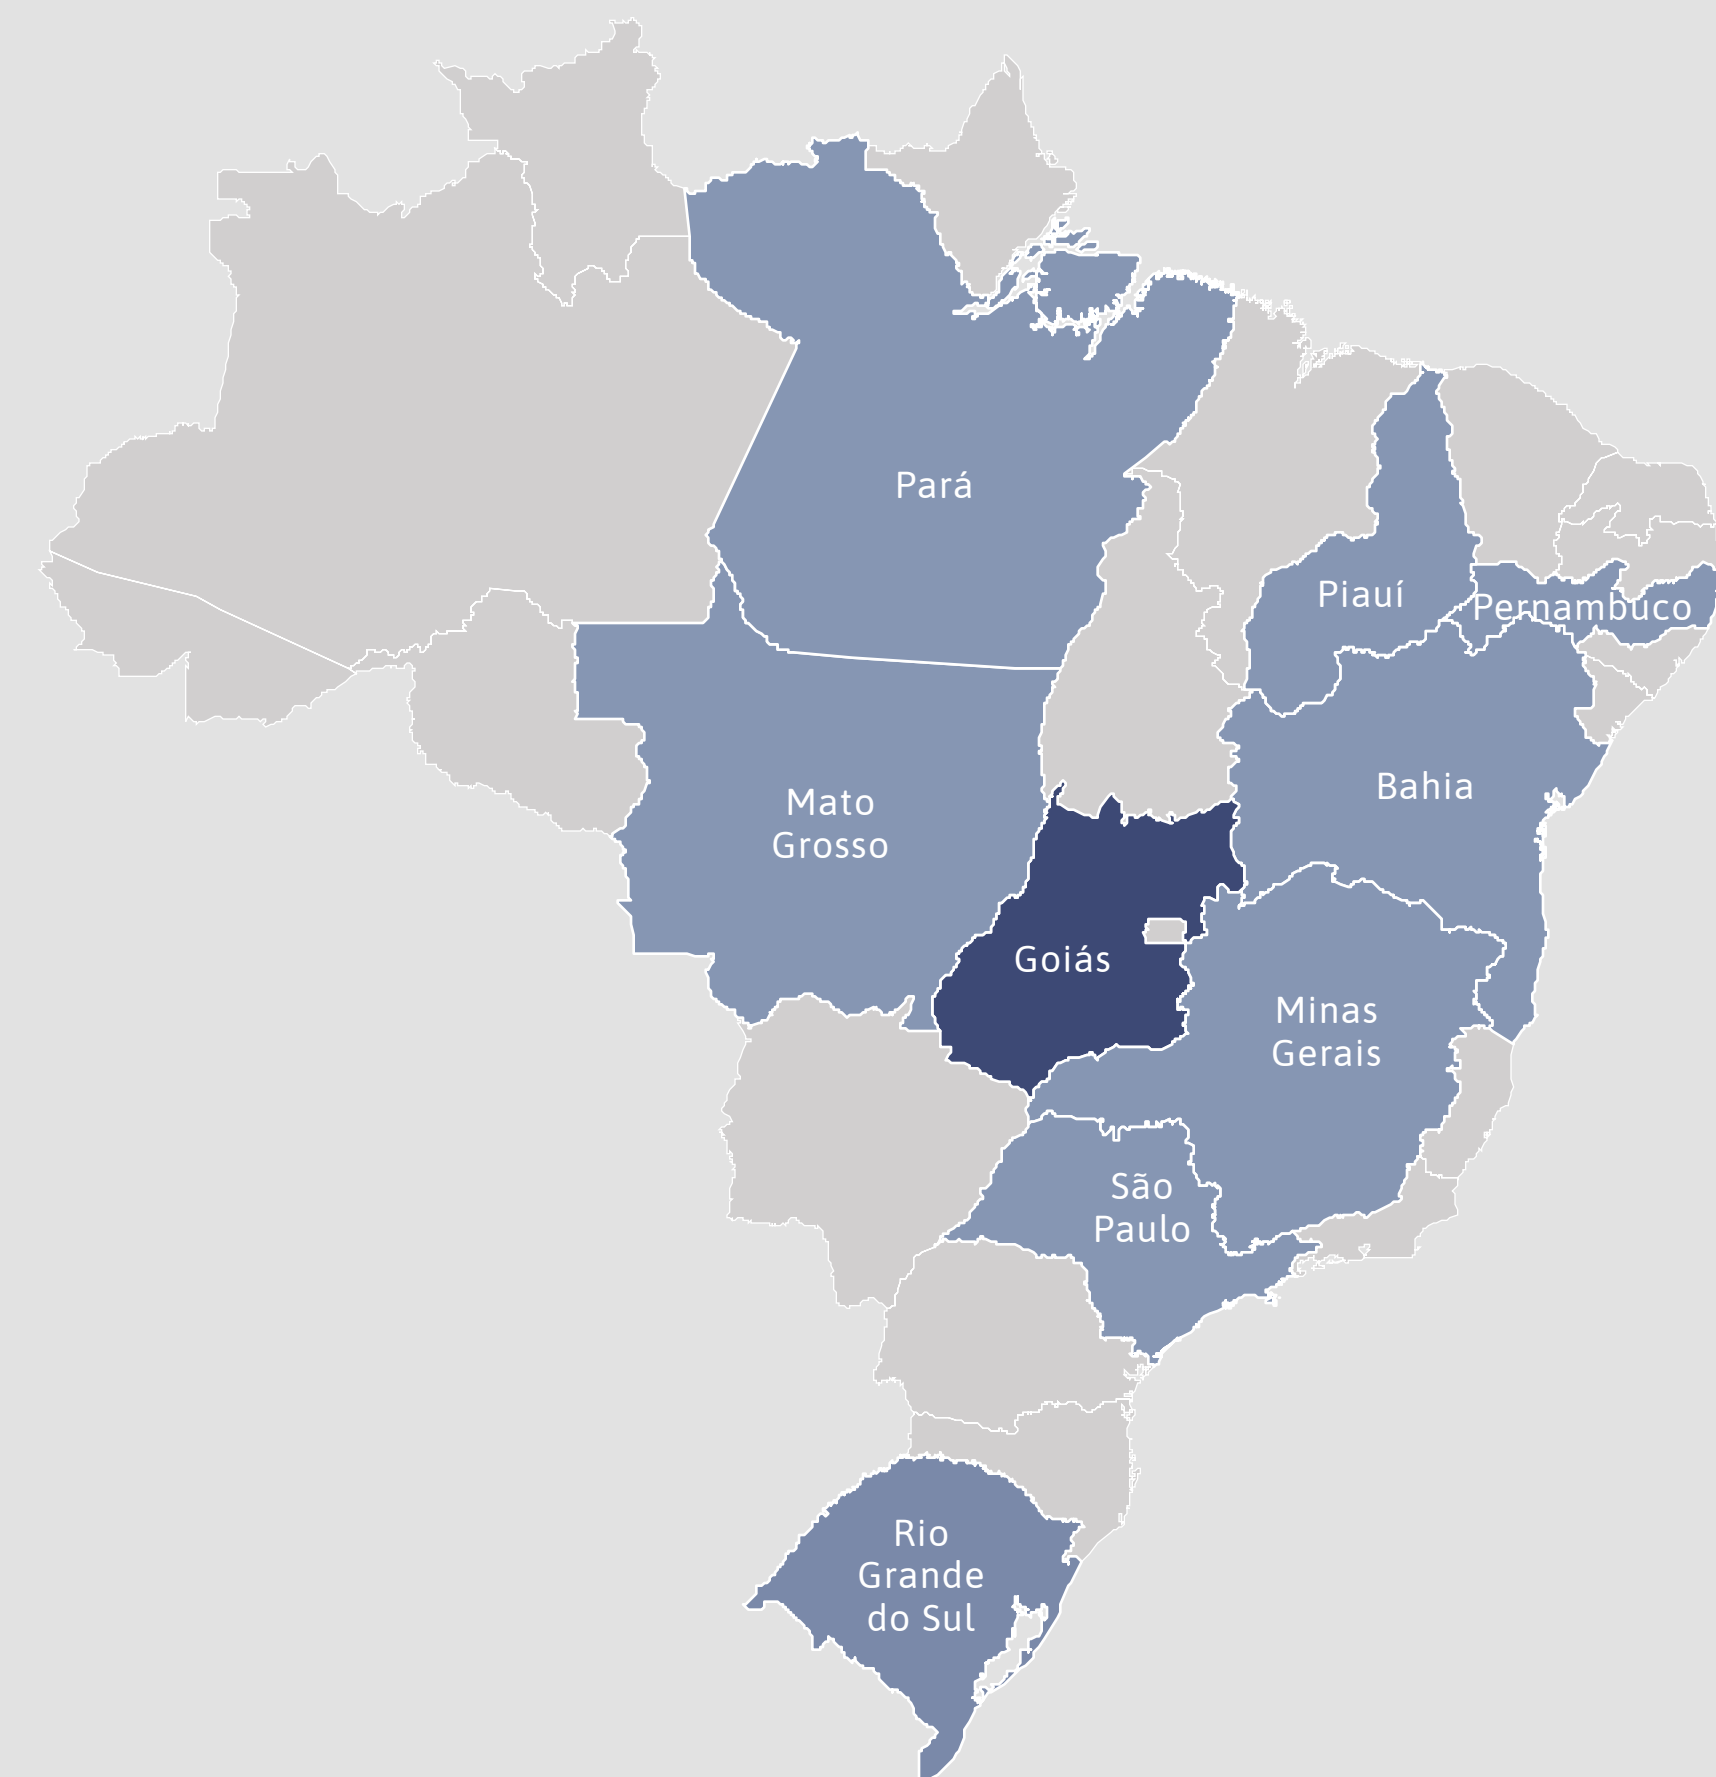 Pará
Piauí
Pernambuco
Bahia
Mato
Grosso
Goiás
Minas
Gerais
São
Paulo
Rio
Grande
do Sul